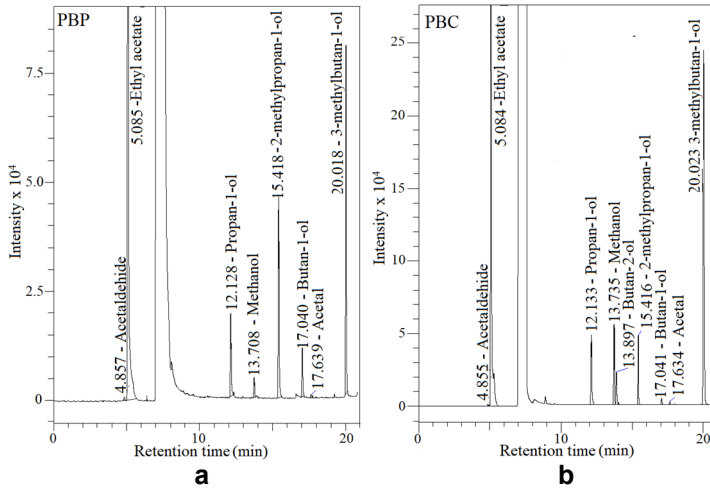 PBP
7.5
5.0
2.5
0
Intensity x 10⁴
4.857 - Acetaldehyde
5.085 -Ethyl acetate
12.128 - Propan-1-ol
13.708 - Methanol
15.418 - 2-methylpropan-1-ol
17.040 - Butan-1-ol
17.639 - Acetal
20.018 - 3-methylbutan-1-ol
0
10
20
Retention time (min)
a
PBC
25
20
15
10
5
0
Intensity x 10⁴
4.855 - Acetaldehyde
5.084 -Ethyl acetate
12.133 - Propan-1-ol
13.735 - Methanol
13.897 - Butan-2-ol
15.416 - 2-methylpropan-1-ol
17.041 - Butan-1-ol
17.634 - Acetal
20.023 3-methylbutan-1-ol
0
10
20
Retention time (min)
b